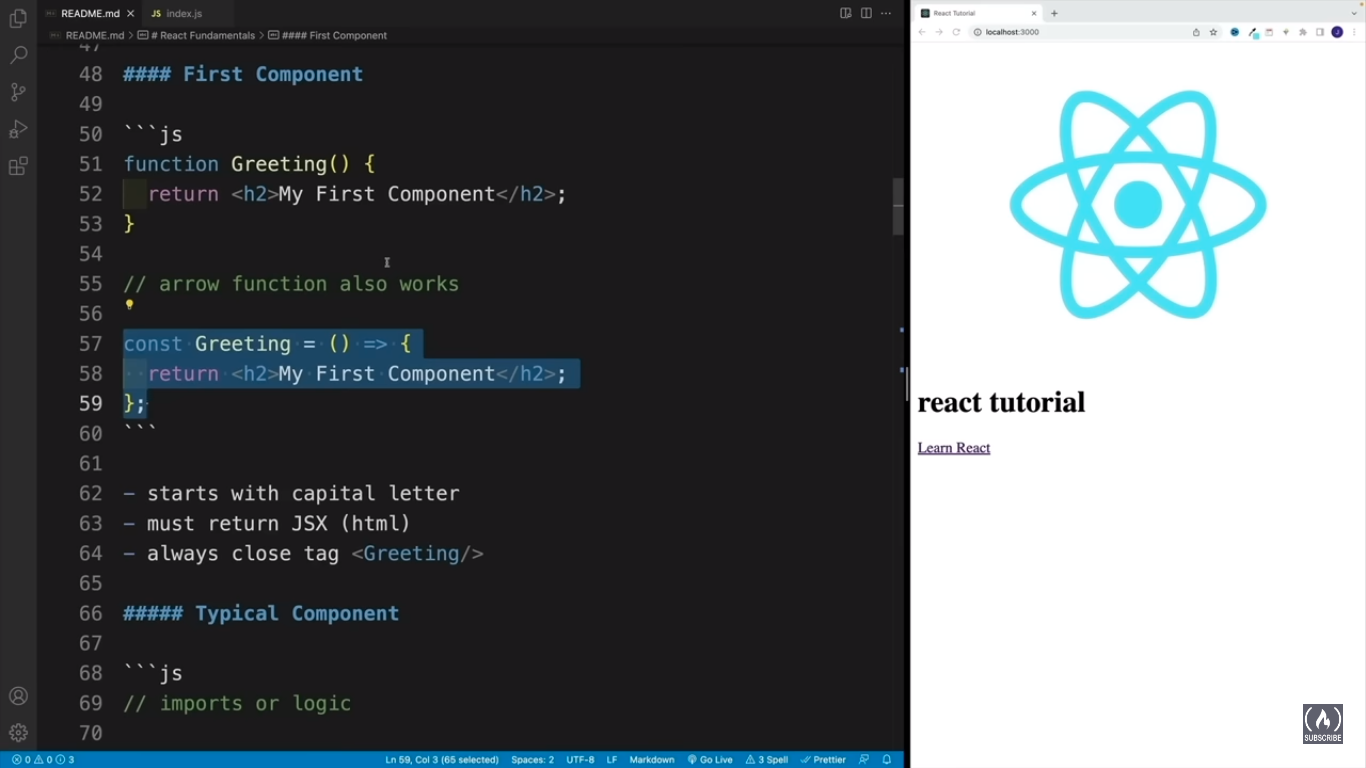 README.md
JS index.js
README.md > # React Fundamentals > #### First Component
47
48 #### First Component
49
50 ```js
51 function Greeting() {
52 return <h2>My First Component</h2>;
53 }
54
55 // arrow function also works
56
57 const Greeting = () => {
58 return <h2>My First Component</h2>;
59 };
60 ```
61
62 - starts with capital letter
63 - must return JSX (html)
64 - always close tag <Greeting/>
65
66 ##### Typical Component
67
68 ```js
69 // imports or logic
70
0 0 3 Ln 59, Col 3 (65 selected) Spaces: 2 UTF-8 LF Markdown Go Live 3 Spell Prettier
React Tutorial
localhost:3000
J
react tutorial
Learn React
SUBSCRIBE